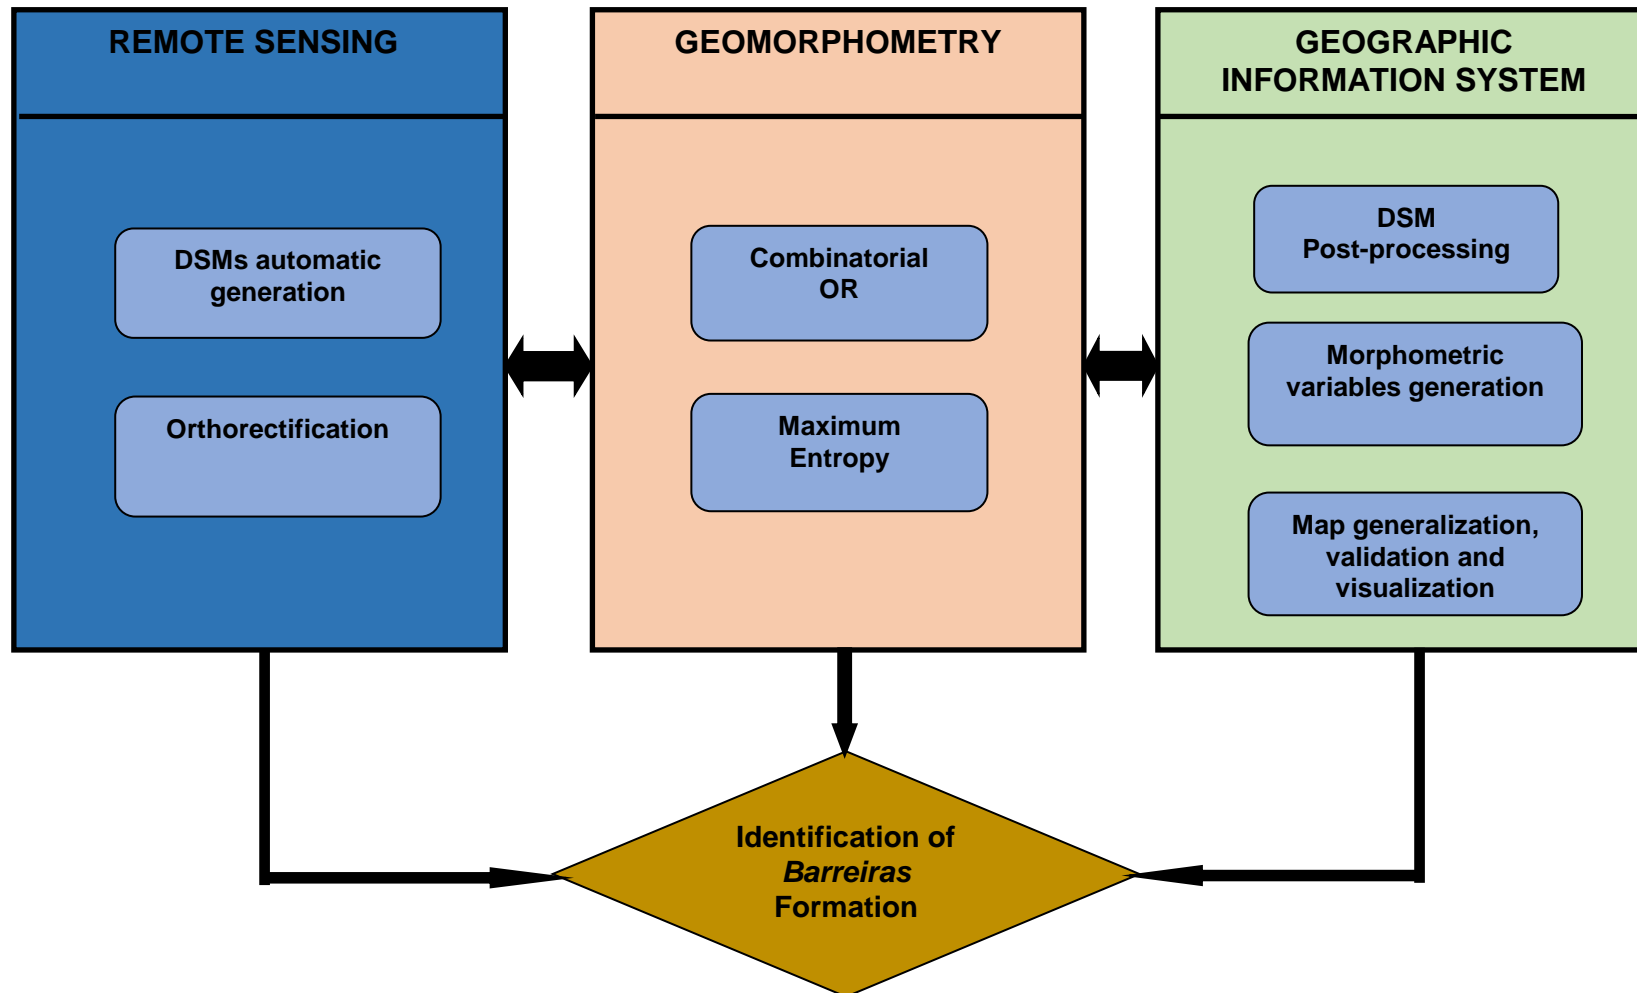 REMOTE SENSING
DSMs automatic
generation
Orthorectification
GEOMORPHOMETRY
Combinatorial
OR
Maximum
Entropy
GEOGRAPHIC
INFORMATION SYSTEM
DSM
Post-processing
Morphometric
variables generation
Map generalization,
validation and
visualization
Identification of
Barreiras
Formation